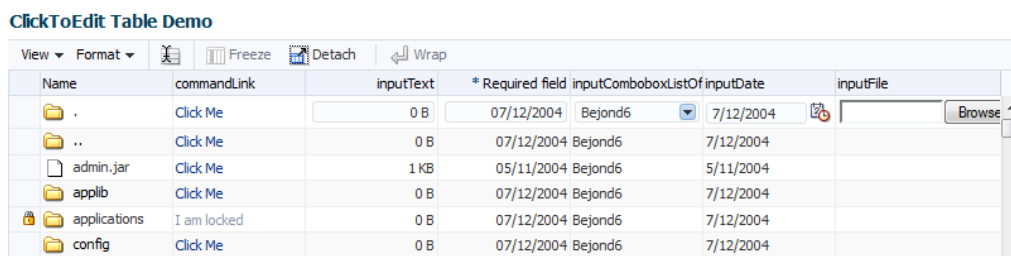 ClickToEdit Table Demo
View Format Freeze Detach Wrap
Name commandLink inputText * Required field inputComboboxListOf inputDate inputFile
. Click Me 0 B 07/12/2004 Bejond6 7/12/2004 Browse
.. Click Me 0 B 07/12/2004 Bejond6 7/12/2004
admin.jar Click Me 1 KB 05/11/2004 Bejond6 5/11/2004
applib Click Me 0 B 07/12/2004 Bejond6 7/12/2004
applications I am locked 0 B 07/12/2004 Bejond6 7/12/2004
config Click Me 0 B 07/12/2004 Bejond6 7/12/2004